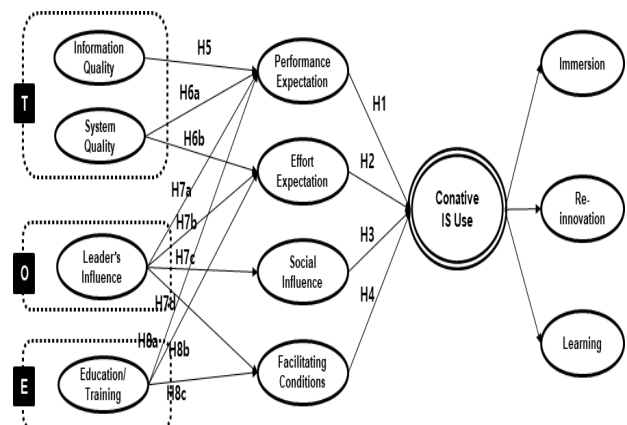 T
Information
Quality
System
Quality
O
Leader's
Influence
E
Education/
Training
H5
H6a
H6b
H7a
H7b
H7c
H7d
H8a
H8b
H8c
Performance
Expectation
Effort
Expectation
Social
Influence
Facilitating
Conditions
H1
H2
H3
H4
Conative
IS Use
Immersion
Re-
innovation
Learning